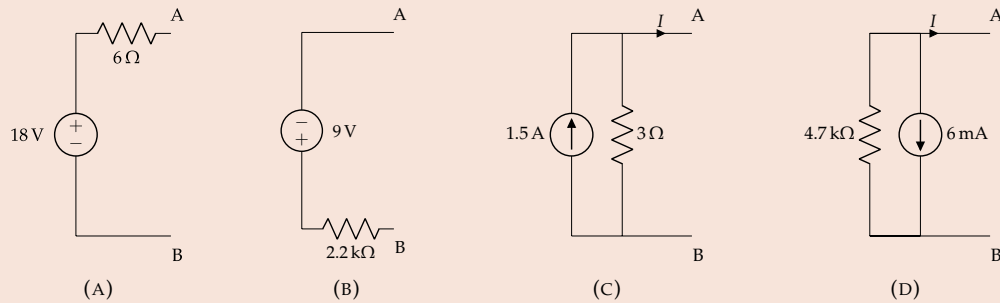 A
6 Ω
18 V
+
−
B
(A)
A
−
+
9 V
2.2 kΩ
B
(B)
I
A
1.5 A
3 Ω
B
(C)
I
A
4.7 kΩ
6 mA
B
(D)